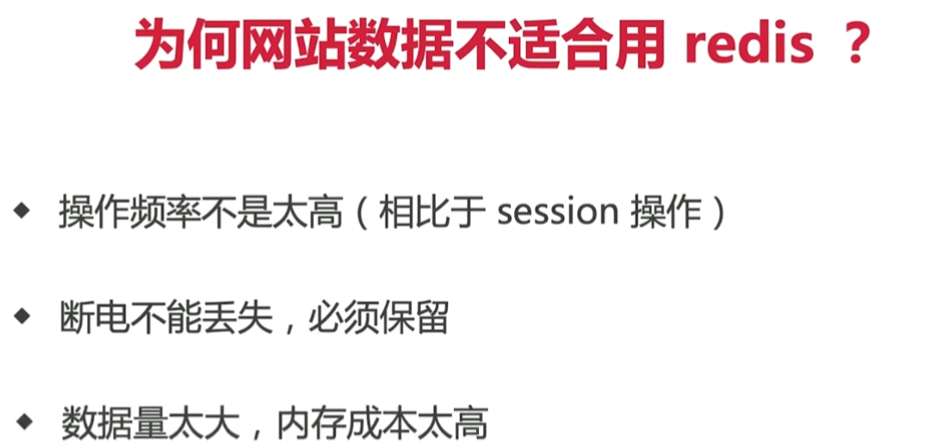 为何网站数据不适合用 redis ？
◆ 操作频率不是太高（相比于 session 操作）
◆ 断电不能丢失，必须保留
◆ 数据量太大，内存成本太高